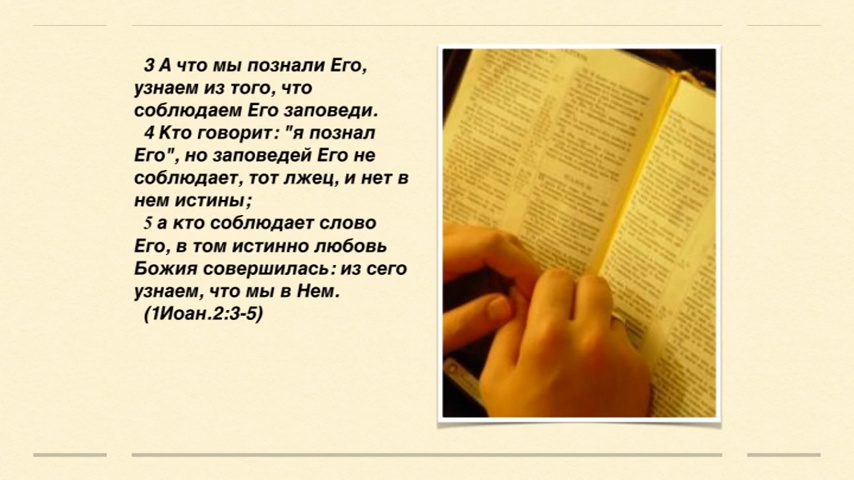 3 А что мы познали Его,
узнаем из того, что
соблюдаем Его заповеди.
4 Кто говорит: "я познал
Его", но заповедей Его не
соблюдает, тот лжец, и нет в
нем истины;
5 а кто соблюдает слово
Его, в том истинно любовь
Божия совершилась: из сего
узнаем, что мы в Нем.
(1Иоан.2:3-5)